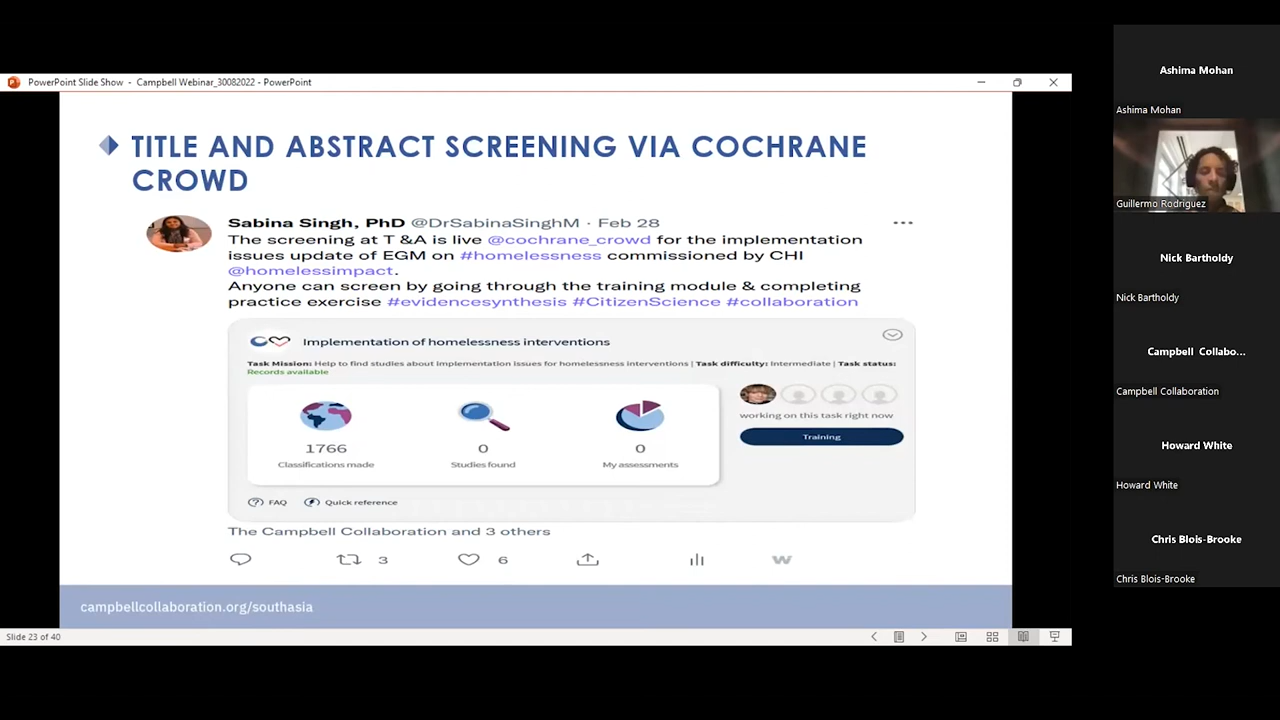 PowerPoint Slide Show - Campbell Webinar_30082022 - PowerPoint
TITLE AND ABSTRACT SCREENING VIA COCHRANE
CROWD
Sabina Singh, PhD @DrSabinaSinghM · Feb 28
The screening at T &A is live @cochrane_crowd for the implementation
issues update of EGM on #homelessness commissioned by CHI
@homelessimpact.
Anyone can screen by going through the training module & completing
practice exercise #evidencesynthesis #CitizenScience #collaboration
Implementation of homelessness interventions
Task Mission: Help to find studies about implementation issues for homelessness interventions | Task difficulty: Intermediate | Task status:
Records available
1766
Classifications made
0
Studies found
0
My assessments
working on this task right now
Training
FAQ
Quick reference
The Campbell Collaboration and 3 others
3
6
campbellcollaboration.org/southasia
Slide 23 of 40
Ashima Mohan
Ashima Mohan
Guillermo Rodriguez
Nick Bartholdy
Nick Bartholdy
Campbell Collabo...
Campbell Collaboration
Howard White
Howard White
Chris Blois-Brooke
Chris Blois-Brooke